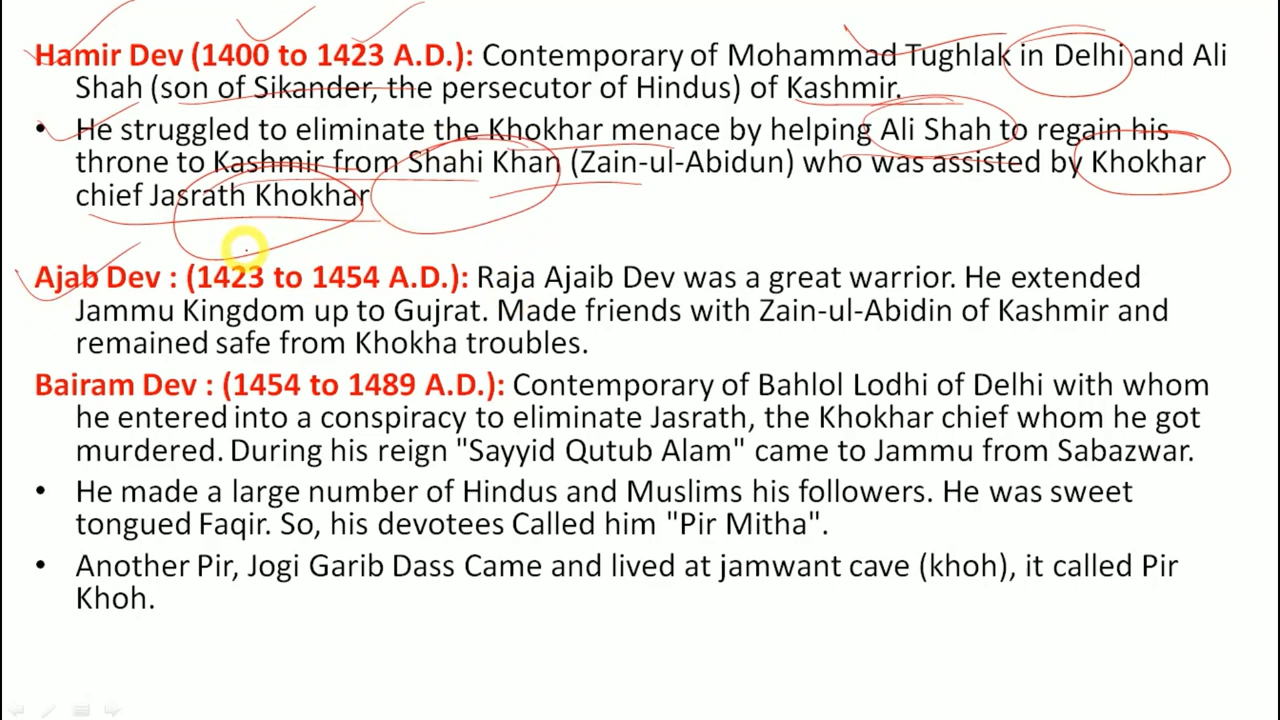 Hamir Dev (1400 to 1423 A.D.): Contemporary of Mohammad Tughlak in Delhi and Ali
Shah (son of Sikander, the persecutor of Hindus) of Kashmir.
• He struggled to eliminate the Khokhar menace by helping Ali Shah to regain his
throne to Kashmir from Shahi Khan (Zain-ul-Abidun) who was assisted by Khokhar
chief Jasrath Khokhar
Ajab Dev : (1423 to 1454 A.D.): Raja Ajaib Dev was a great warrior. He extended
Jammu Kingdom up to Gujrat. Made friends with Zain-ul-Abidin of Kashmir and
remained safe from Khokha troubles.
Bairam Dev : (1454 to 1489 A.D.): Contemporary of Bahlol Lodhi of Delhi with whom
he entered into a conspiracy to eliminate Jasrath, the Khokhar chief whom he got
murdered. During his reign "Sayyid Qutub Alam" came to Jammu from Sabazwar.
• He made a large number of Hindus and Muslims his followers. He was sweet
tongued Faqir. So, his devotees Called him "Pir Mitha".
• Another Pir, Jogi Garib Dass Came and lived at jamwant cave (khoh), it called Pir
Khoh.